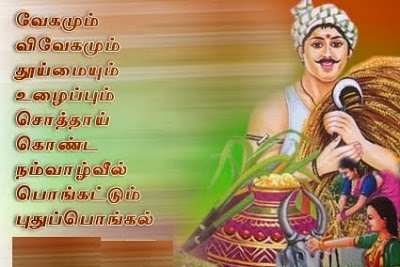 வேகமும்
விவேகமும்
தூய்மையும்
உழைப்பும்
சொத்தாய்
கொண்ட
நம்வாழ்வீல்
பொங்கட்டும்
புதுப்பொங்கல்